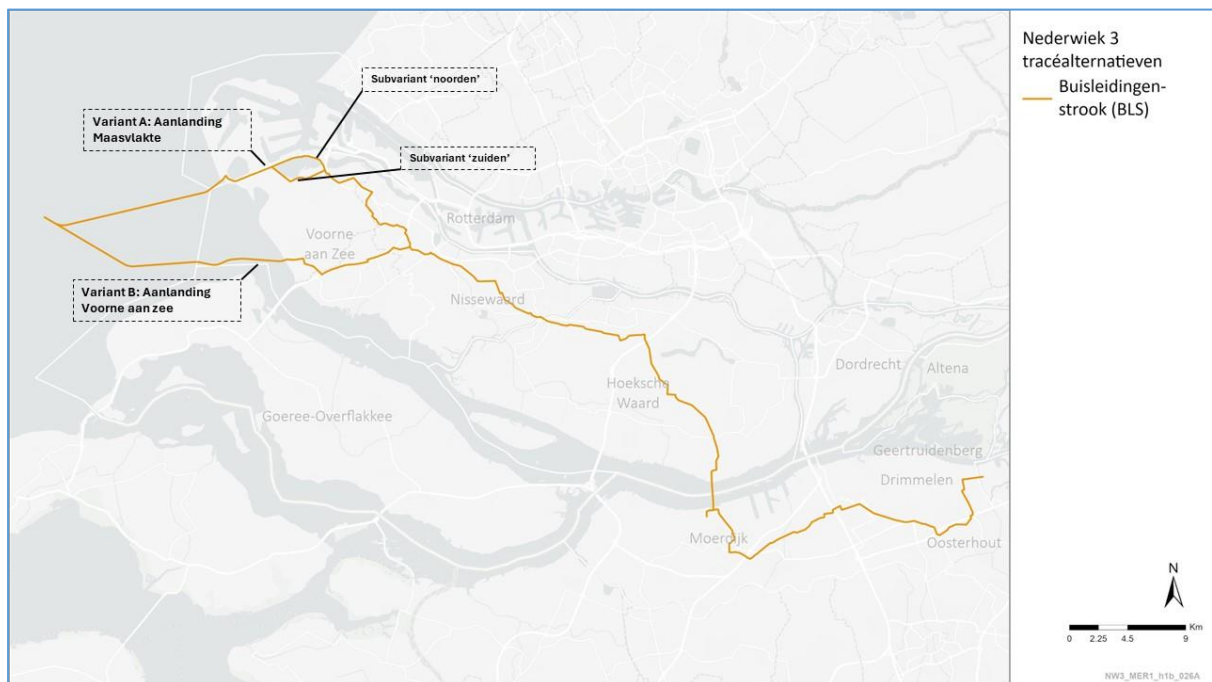 Nederwiek 3
tracéalternatieven
Buisleidingen-
strook (BLS)
Subvariant ‘noorden’
Variant A: Aanlanding
Maasvlakte
Subvariant ‘zuiden’
Rotterdam
Voorne
aan Zee
Variant B: Aanlanding
Voorne aan zee
Nissewaard
Dordrecht
Altena
Hoeksche
Waard
Goeree-Overflakkee
Geertruidenberg
Drimmelen
Moerdijk
Oosterhout
N
Km
0 2.25 4.5 9
NW3_MER1_h1b_026A